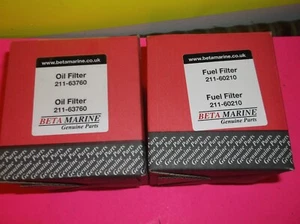 www.betamarine.co.uk
Oil Filter
211-63760
Oil Filter
211-63760
BETA MARINE
Genuine Parts
www.betamarine.co.uk
Fuel Filter
211-60210
Fuel Filter
211-60210
BETA MARINE
Genuine Parts